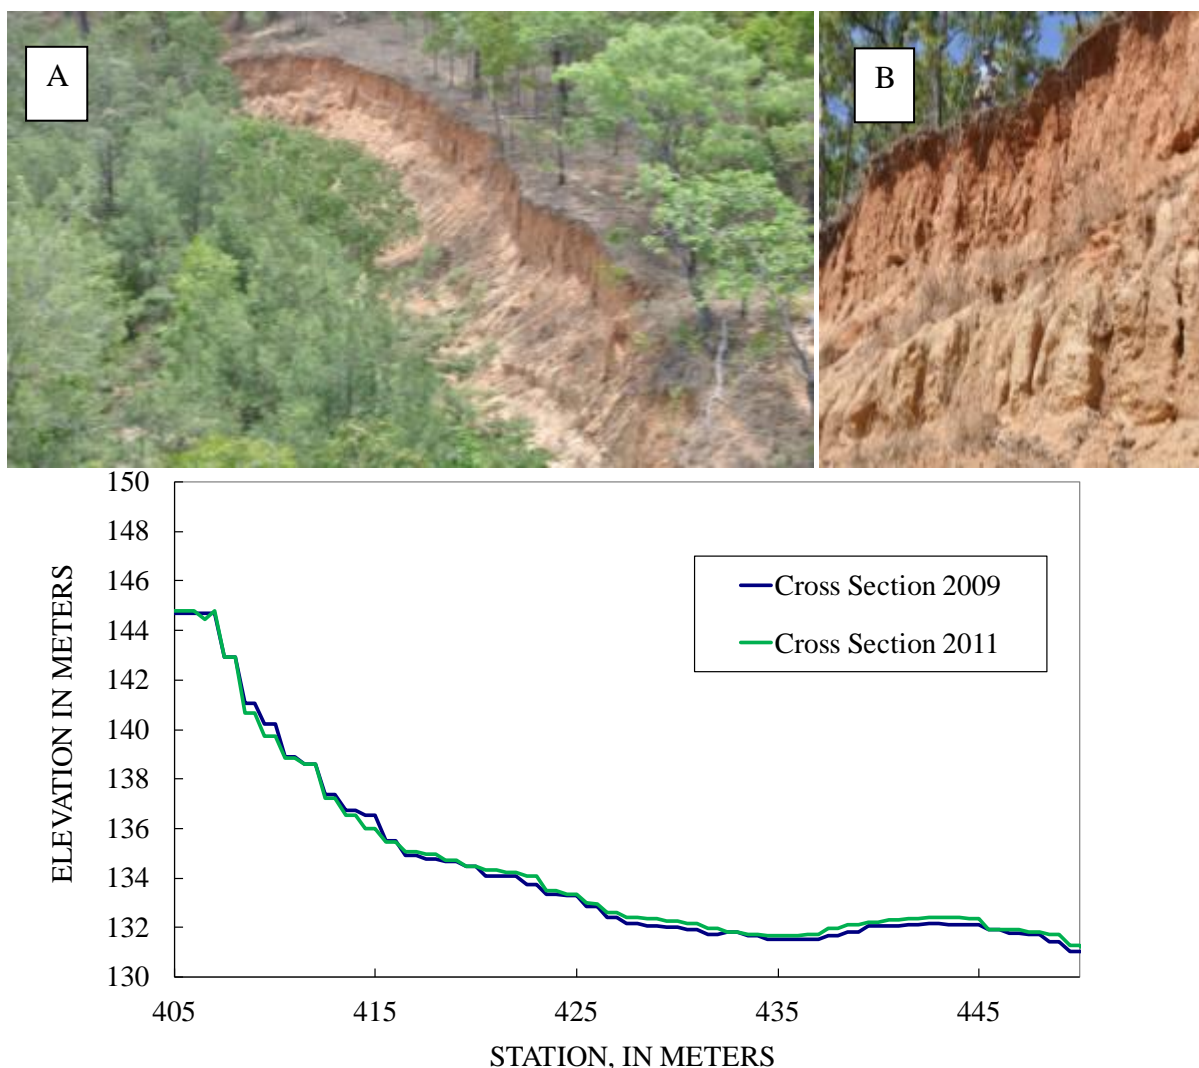 A
B
150
148
146
144
142
140
138
136
134
132
130
ELEVATION IN METERS
Cross Section 2009
Cross Section 2011
405
415
425
435
445
STATION, IN METERS